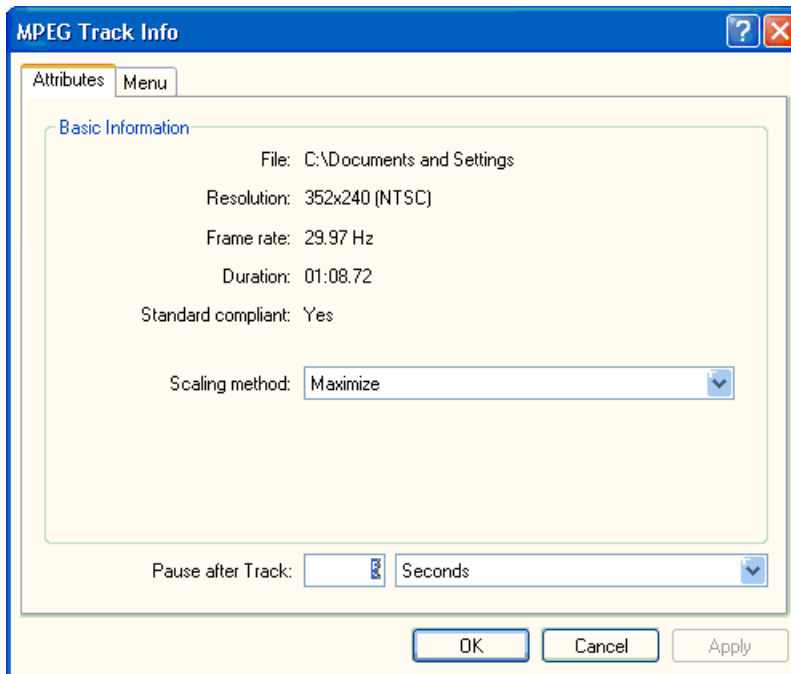 MPEG Track Info
Attributes Menu
Basic Information
File: C:\Documents and Settings
Resolution: 352x240 (NTSC)
Frame rate: 29.97 Hz
Duration: 01:08.72
Standard compliant: Yes
Scaling method: Maximize
Pause after Track: Seconds
OK Cancel Apply